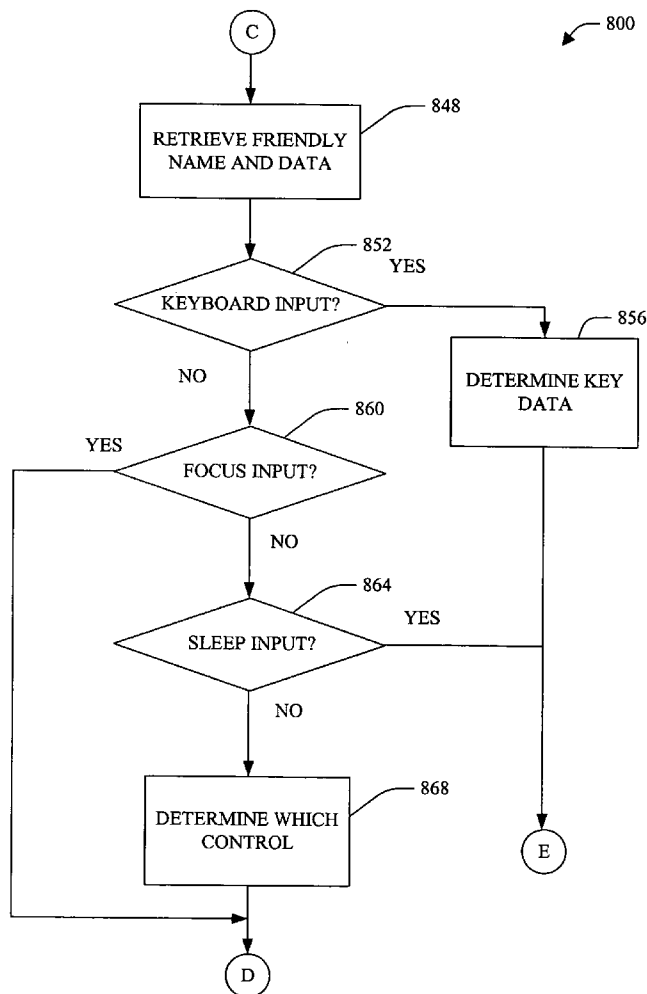 C
800
848
RETRIEVE FRIENDLY
NAME AND DATA
852
YES
KEYBOARD INPUT?
856
DETERMINE KEY
DATA
NO
860
YES
FOCUS INPUT?
NO
864
YES
SLEEP INPUT?
NO
868
DETERMINE WHICH
CONTROL
E
D